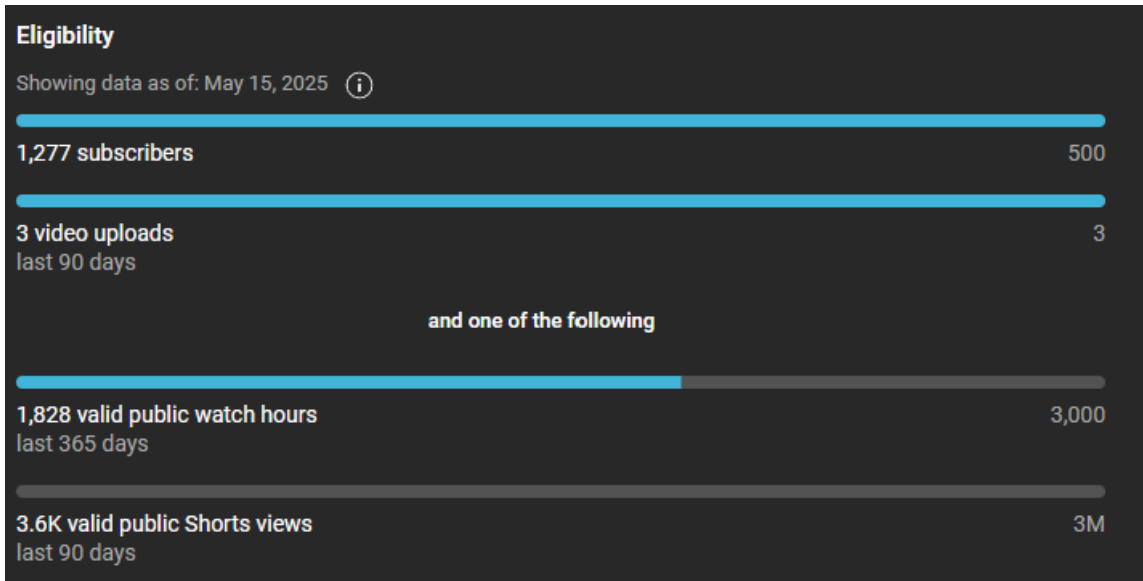 Eligibility
Showing data as of: May 15, 2025
1,277 subscribers 500
3 video uploads 3
last 90 days
and one of the following
1,828 valid public watch hours 3,000
last 365 days
3.6K valid public Shorts views 3M
last 90 days